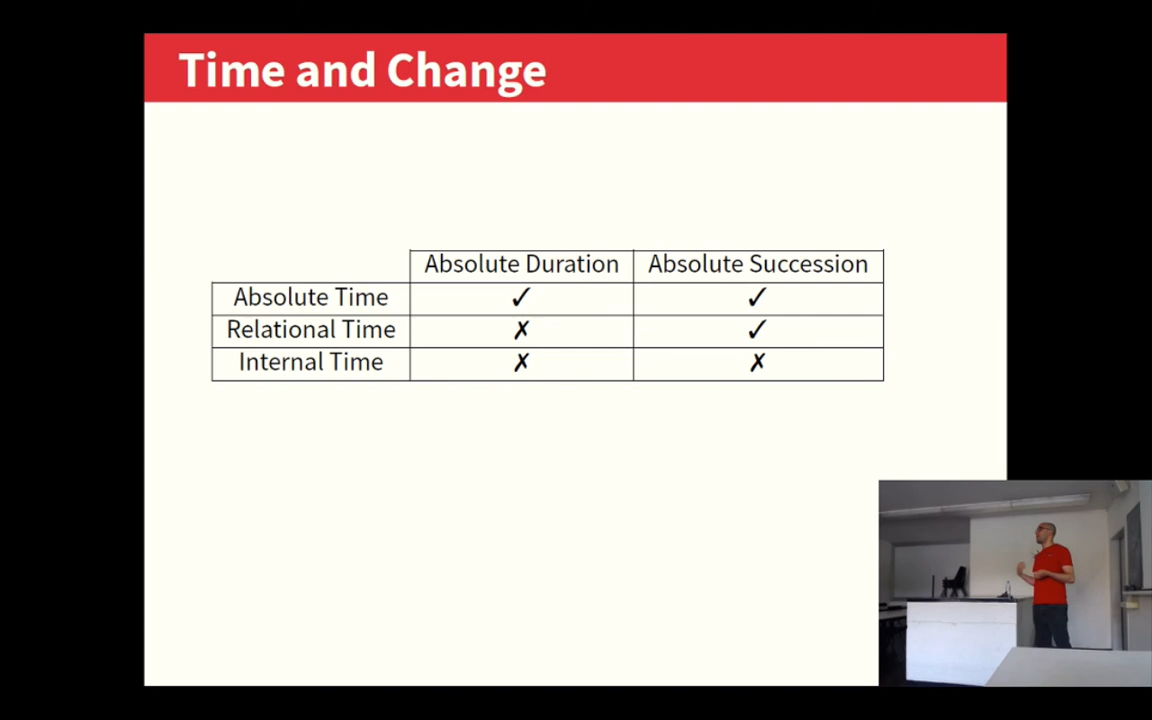 Time and Change
Absolute Duration Absolute Succession
Absolute Time ✓ ✓
Relational Time ✗ ✓
Internal Time ✗ ✗